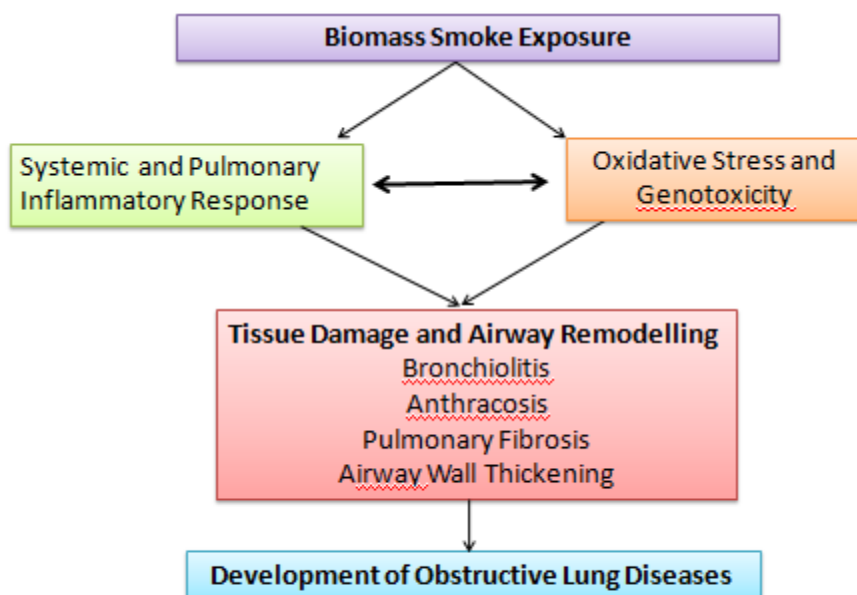 Biomass Smoke Exposure
Systemic and Pulmonary
Inflammatory Response
Oxidative Stress and
Genotoxicity
Tissue Damage and Airway Remodelling
Bronchiolitis
Anthracosis
Pulmonary Fibrosis
Airway Wall Thickening
Development of Obstructive Lung Diseases